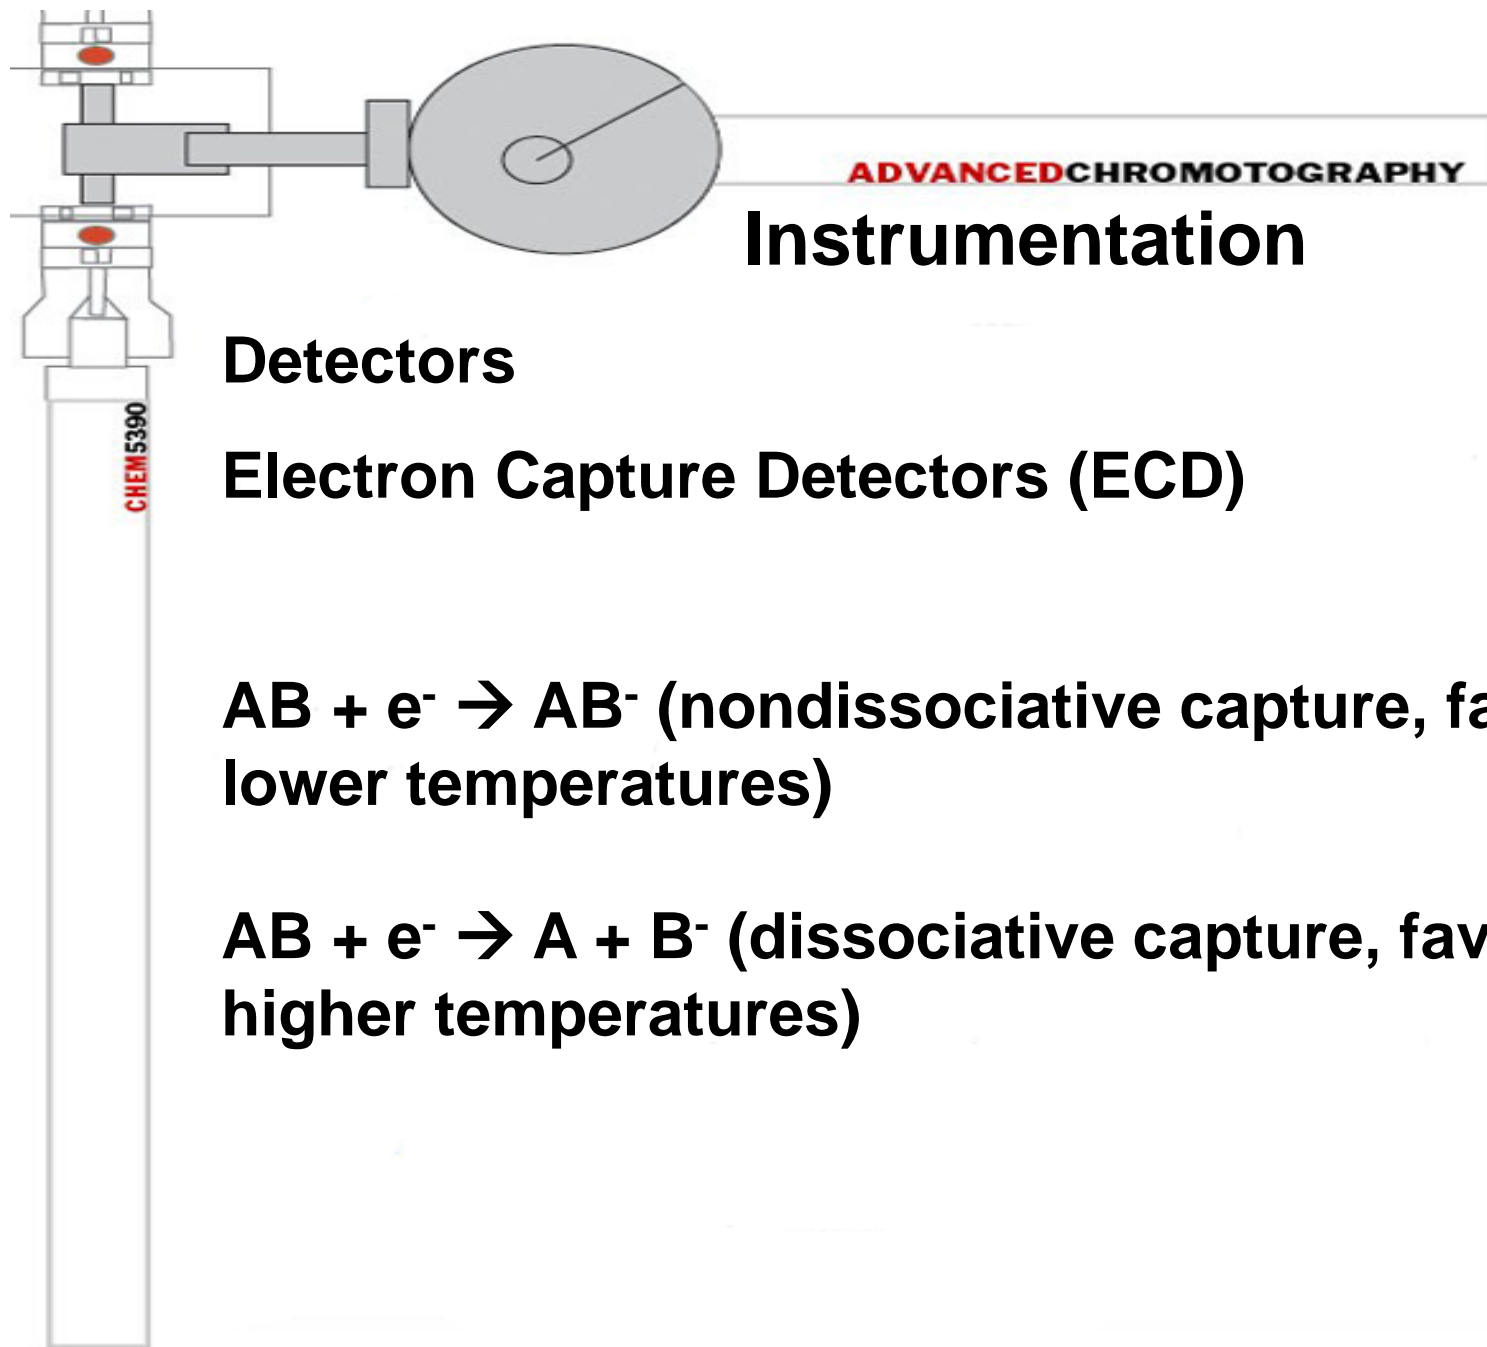 ADVANCEDCHROMOTOGRAPHY
Instrumentation
CHEM5390
Detectors
Electron Capture Detectors (ECD)
AB + e⁻ → AB⁻ (nondissociative capture,
lower temperatures)
AB + e⁻ → A + B⁻ (dissociative capture,
higher temperatures)